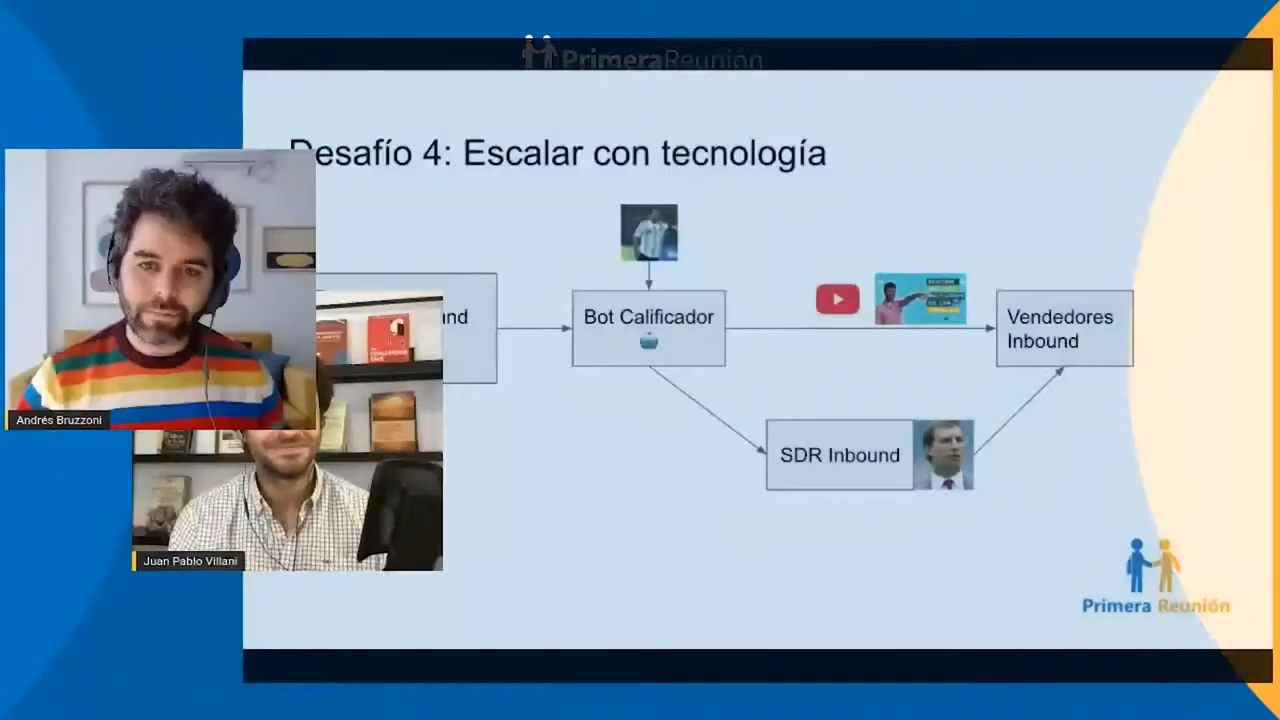 PrimeraReunión
Desafío 4: Escalar con tecnología
und
Bot Calificador
Vendedores
Inbound
SDR Inbound
Andrés Bruzzoni
Juan Pablo Villani
Primera Reunión